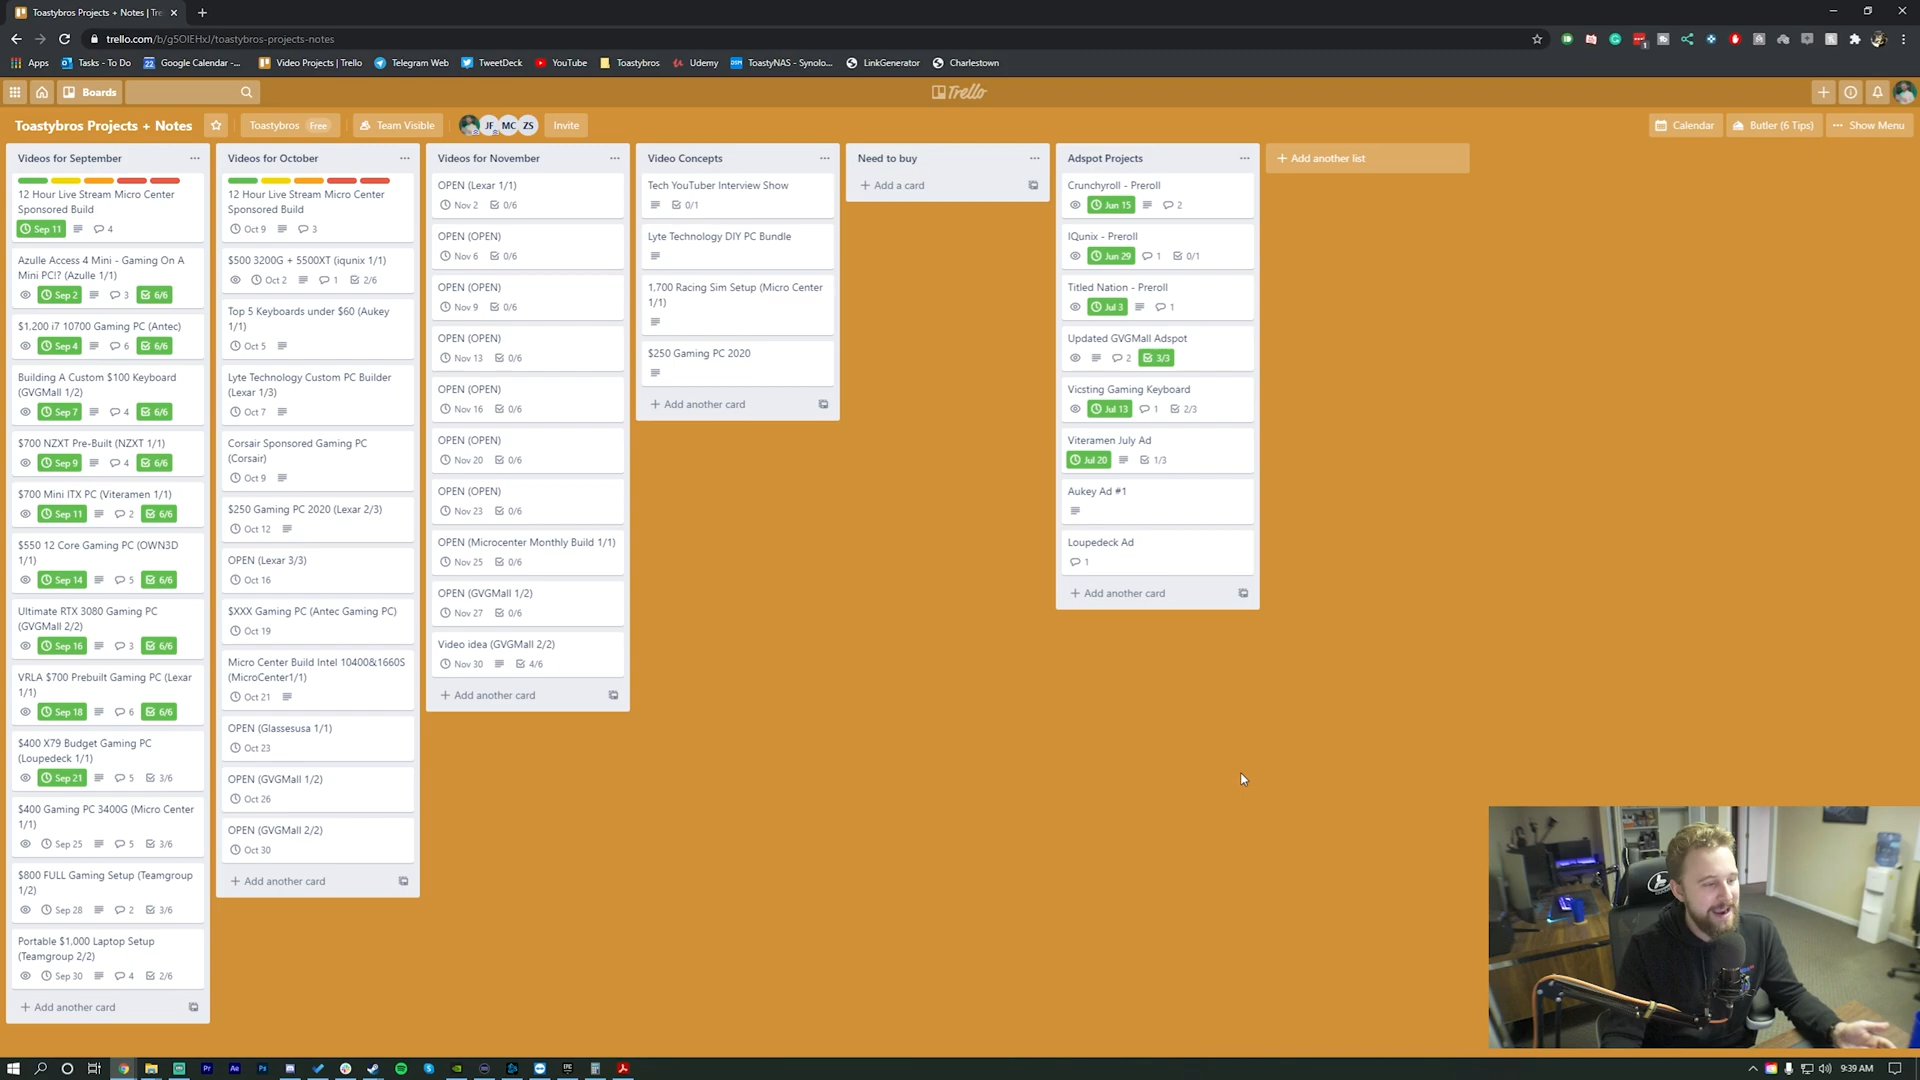 Toastybros Projects + Notes | Tre
trello.com/b/g5OIEHxJ/toastybros-projects-notes
Apps
Tasks - To Do
Google Calendar -...
Video Projects | Trello
Telegram Web
TweetDeck
YouTube
Toastybros
Udemy
ToastyNAS - Synolo...
LinkGenerator
Charlestown
Boards
Trello
Toastybros Projects + Notes
Toastybros Free
Team Visible
JF MC ZS
Invite
Calendar
Butler (6 Tips)
... Show Menu
Videos for September
12 Hour Live Stream Micro Center
Sponsored Build
Sep 11 4
Azulle Access 4 Mini - Gaming On A
Mini PC!? (Azulle 1/1)
Sep 2 3 6/6
$1,200 i7 10700 Gaming PC (Antec)
Sep 4 6 6/6
Building A Custom $100 Keyboard
(GVGMall 1/2)
Sep 7 4 6/6
$700 NZXT Pre-Built (NZXT 1/1)
Sep 9 4 6/6
$700 Mini ITX PC (Viteramen 1/1)
Sep 11 2 6/6
$550 12 Core Gaming PC (OWN3D
1/1)
Sep 14 5 6/6
Ultimate RTX 3080 Gaming PC
(GVGMall 2/2)
Sep 16 3 6/6
VRLA $700 Prebuilt Gaming PC (Lexar
1/1)
Sep 18 6 6/6
$400 X79 Budget Gaming PC
(Loupedeck 1/1)
Sep 21 5 3/6
$400 Gaming PC 3400G (Micro Center
1/1)
Sep 25 5 3/6
$800 FULL Gaming Setup (Teamgroup
1/2)
Sep 28 2 3/6
Portable $1,000 Laptop Setup
(Teamgroup 2/2)
Sep 30 4 2/6
+ Add another card
Videos for October
12 Hour Live Stream Micro Center
Sponsored Build
Oct 9 3
$500 3200G + 5500XT (iqunix 1/1)
Oct 2 1 2/6
Top 5 Keyboards under $60 (Aukey
1/1)
Oct 5
Lyte Technology Custom PC Builder
(Lexar 1/3)
Oct 7
Corsair Sponsored Gaming PC
(Corsair)
Oct 9
$250 Gaming PC 2020 (Lexar 2/3)
Oct 12
OPEN (Lexar 3/3)
Oct 16
$XXX Gaming PC (Antec Gaming PC)
Oct 19
Micro Center Build Intel 10400&1660S
(MicroCenter1/1)
Oct 21
OPEN (Glassesusa 1/1)
Oct 23
OPEN (GVGMall 1/2)
Oct 26
OPEN (GVGMall 2/2)
Oct 30
+ Add another card
Videos for November
OPEN (Lexar 1/1)
Nov 2 0/6
OPEN (OPEN)
Nov 6 0/6
OPEN (OPEN)
Nov 9 0/6
OPEN (OPEN)
Nov 13 0/6
OPEN (OPEN)
Nov 16 0/6
OPEN (OPEN)
Nov 20 0/6
OPEN (OPEN)
Nov 23 0/6
OPEN (Microcenter Monthly Build 1/1)
Nov 25 0/6
OPEN (GVGMall 1/2)
Nov 27 0/6
Video idea (GVGMall 2/2)
Nov 30 4/6
+ Add another card
Video Concepts
Tech YouTuber Interview Show
0/1
Lyte Technology DIY PC Bundle
1,700 Racing Sim Setup (Micro Center
1/1)
$250 Gaming PC 2020
+ Add another card
Need to buy
+ Add a card
Adspot Projects
Crunchyroll - Preroll
Jun 15 2
IQunix - Preroll
Jun 29 1 0/1
Titled Nation - Preroll
Jul 3 1
Updated GVGMall Adspot
2 3/3
Vicsting Gaming Keyboard
Jul 13 1 2/3
Viteramen July Ad
Jul 20 1/3
Aukey Ad #1
Loupedeck Ad
1
+ Add another card
+ Add another list
Pr Ae Ps
9:39 AM